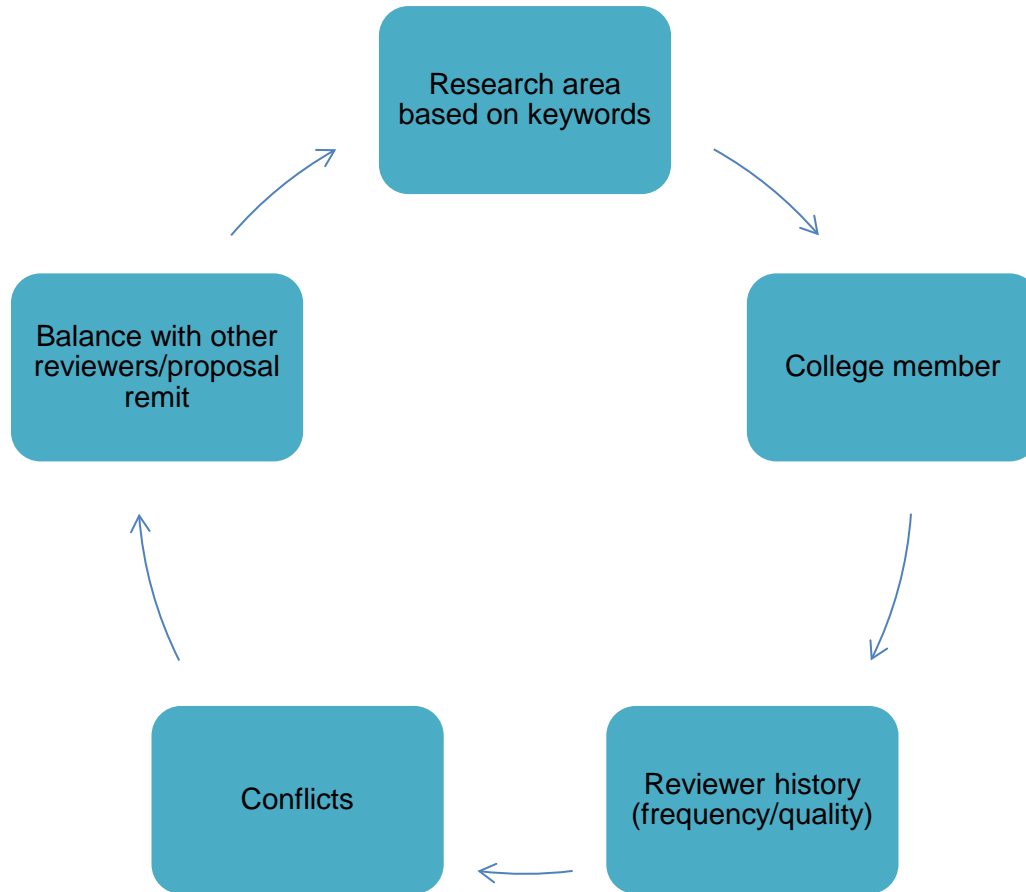 Research area
based on keywords
College member
Reviewer history
(frequency/quality)
Conflicts
Balance with other
reviewers/proposal
remit